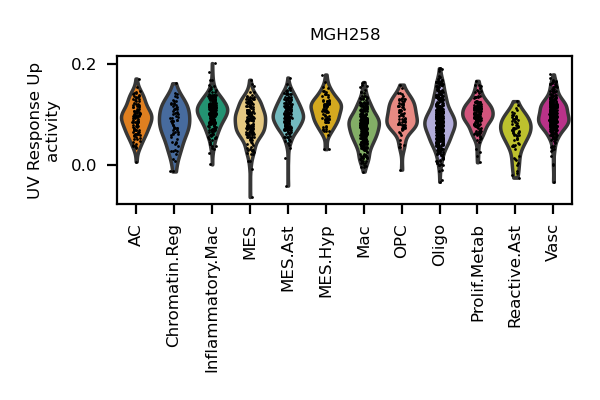 MGH258
UV Response Up
activity
0.2
0.0
AC
Chromatin.Reg
Inflammatory.Mac
MES
MES.Ast
MES.Hyp
Mac
OPC
Oligo
Prolif.Metab
Reactive.Ast
Vasc